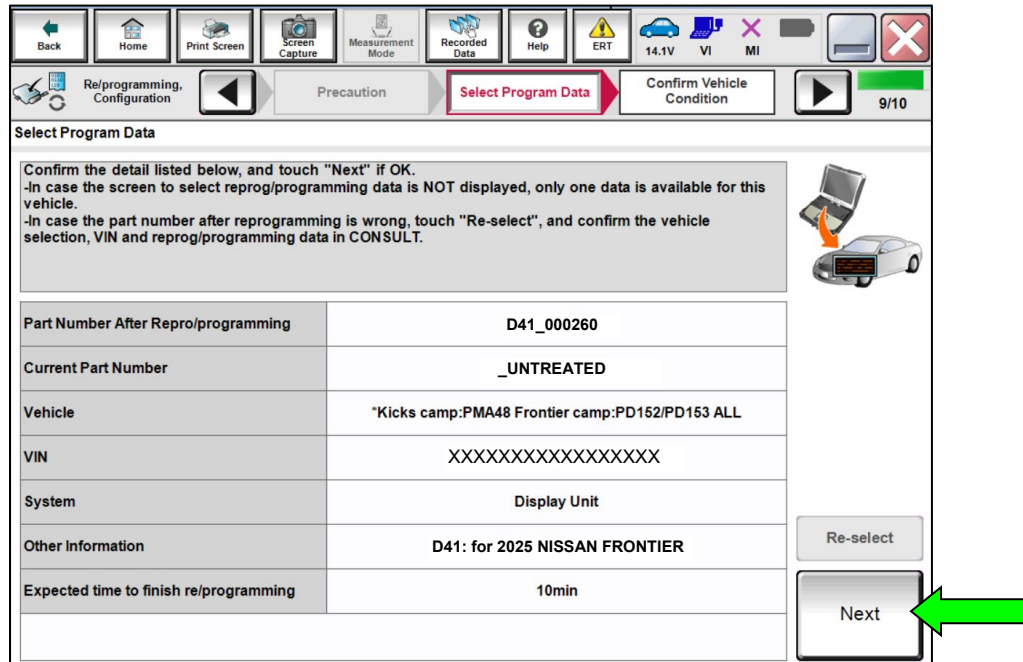 Back
Home
Print Screen
Screen
Capture
Measurement
Mode
Recorded
Data
Help
ERT
14.1V
VI
MI
Re/programming,
Configuration
Precaution
Select Program Data
Confirm Vehicle
Condition
9/10
Select Program Data
Confirm the detail listed below, and touch "Next" if OK.
-In case the screen to select reprog/programming data is NOT displayed, only one data is available for this
vehicle.
-In case the part number after reprogramming is wrong, touch "Re-select", and confirm the vehicle
selection, VIN and reprog/programming data in CONSULT.
Part Number After Repro/programming
D41_000260
Current Part Number
_UNTREATED
Vehicle
*Kicks camp:PMA48 Frontier camp:PD152/PD153 ALL
VIN
XXXXXXXXXXXXXXXXX
System
Display Unit
Other Information
D41: for 2025 NISSAN FRONTIER
Expected time to finish re/programming
10min
Re-select
Next